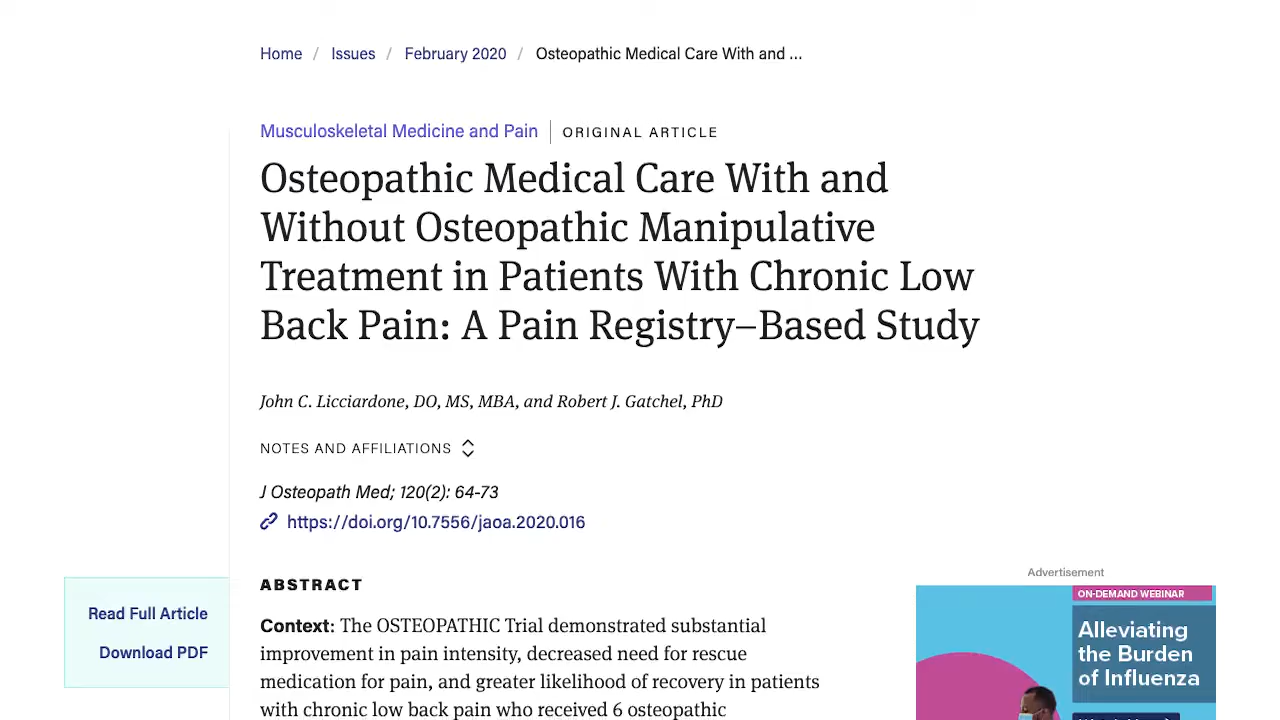 Home / Issues / February 2020 / Osteopathic Medical Care With and ...
Musculoskeletal Medicine and Pain | ORIGINAL ARTICLE
Osteopathic Medical Care With and
Without Osteopathic Manipulative
Treatment in Patients With Chronic Low
Back Pain: A Pain Registry–Based Study
John C. Licciardone, DO, MS, MBA, and Robert J. Gatchel, PhD
NOTES AND AFFILIATIONS
J Osteopath Med; 120(2): 64-73
https://doi.org/10.7556/jaoa.2020.016
ABSTRACT
Context: The OSTEOPATHIC Trial demonstrated substantial
improvement in pain intensity, decreased need for rescue
medication for pain, and greater likelihood of recovery in patients
with chronic low back pain who received 6 osteopathic
Read Full Article
Download PDF
Advertisement
ON-DEMAND WEBINAR
Alleviating
the Burden
of Influenza